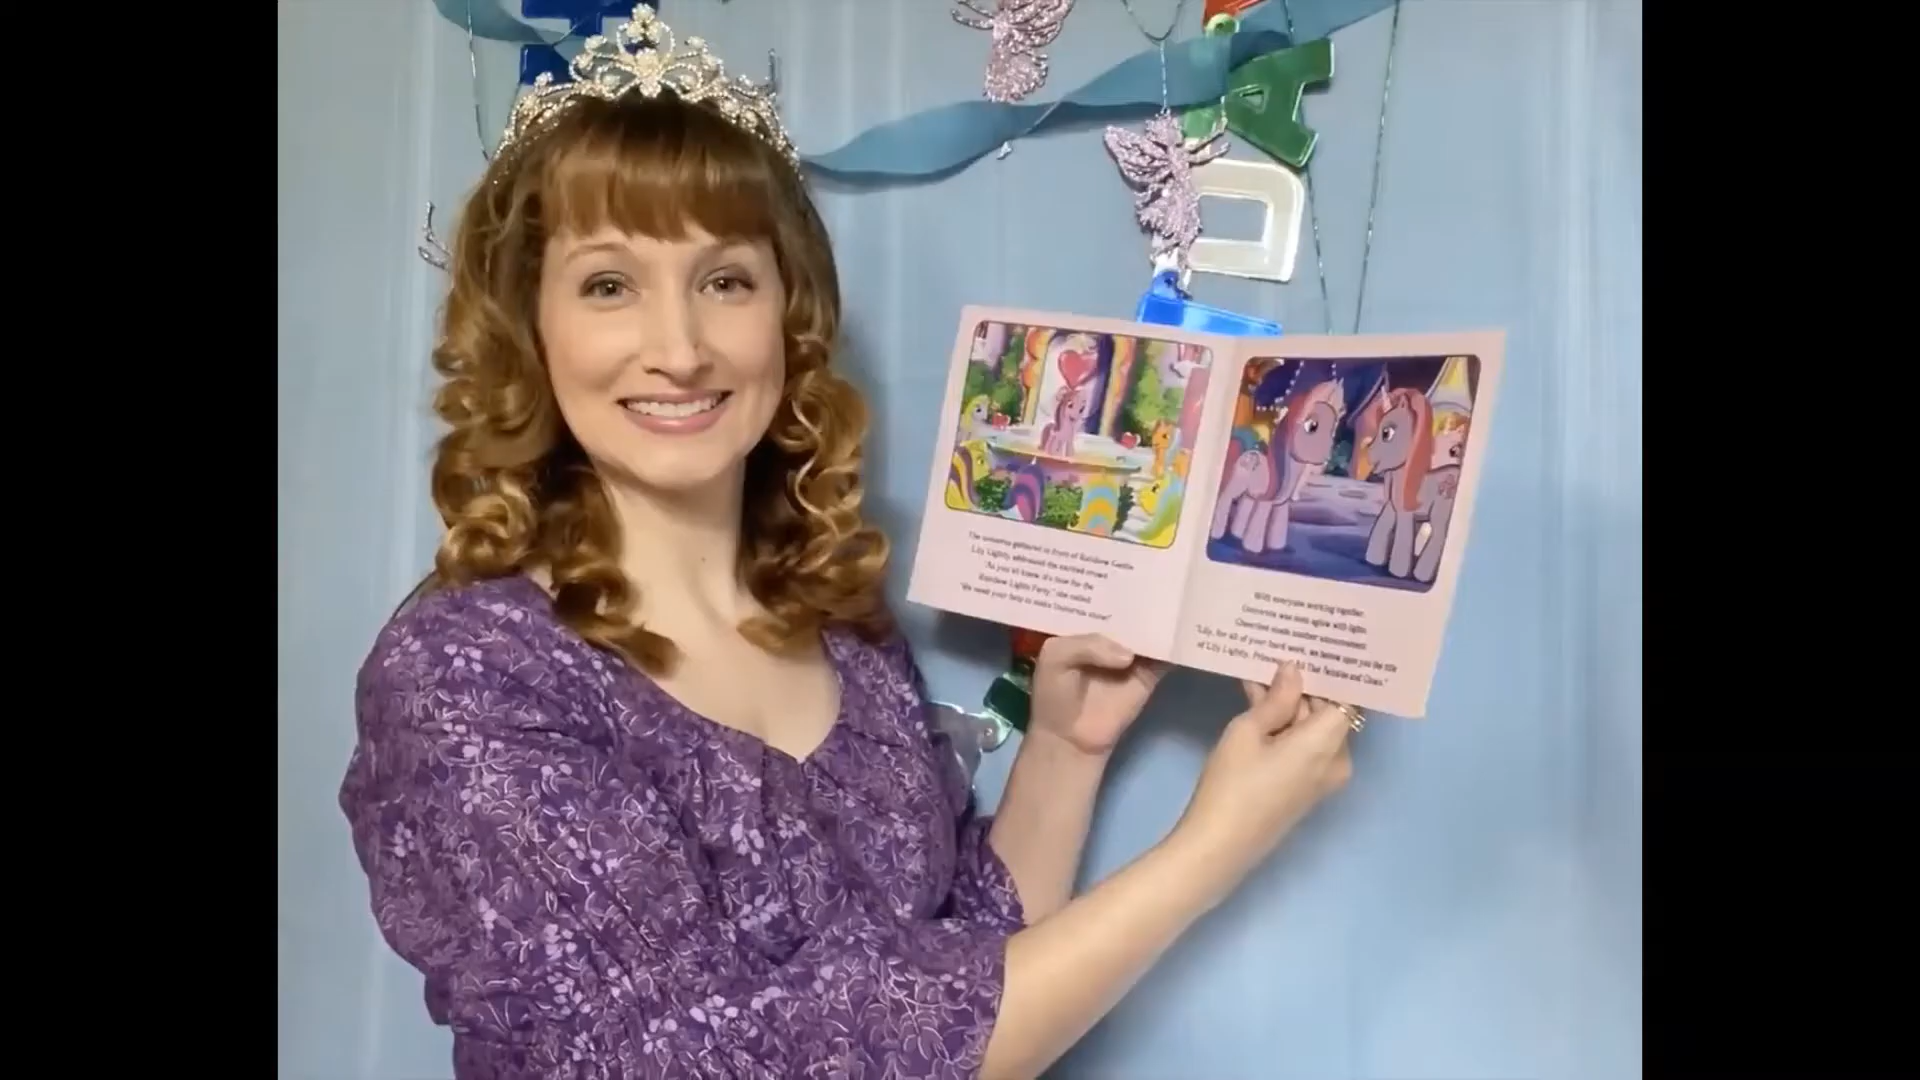 A
D
The unicorns gathered in front of Rainbow Castle.
Lily Lightly addressed the excited crowd.
"As you all know, it's time for the
Rainbow Lights Party," she called.
"We need your help to make Unicornia shine!"
With everyone working together,
Unicornia was soon aglow with lights.
Cheerilee made another announcement.
"Lily, for all of your hard work, we bestow upon you the title
of Lily Lightly, Princess of All That Twinkles and Glows."